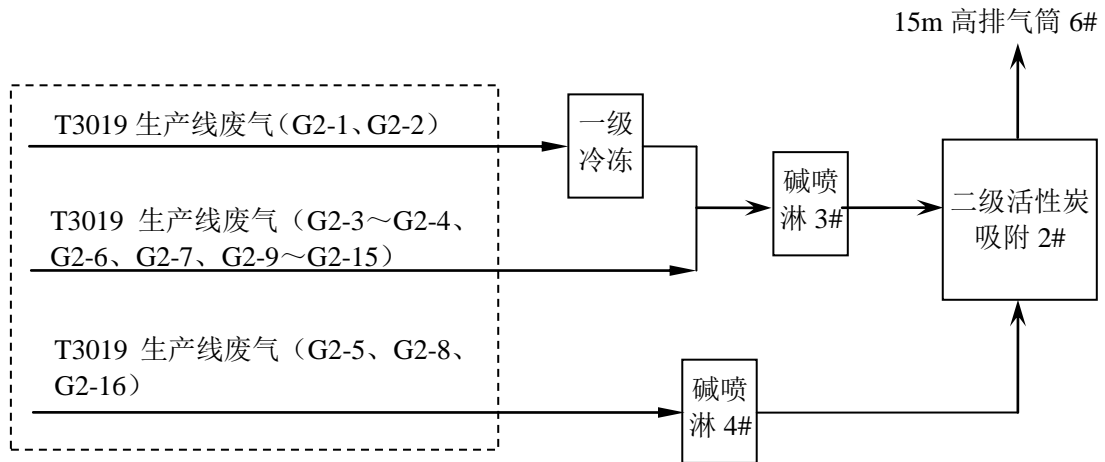 15m 高排气筒 6#
T3019 生产线废气（G2-1、G2-2）
一级
冷冻
碱喷
淋 3#
二级活性炭
吸附 2#
T3019 生产线废气（G2-3～G2-4、
G2-6、G2-7、G2-9～G2-15）
T3019 生产线废气（G2-5、G2-8、
G2-16）
碱喷
淋 4#